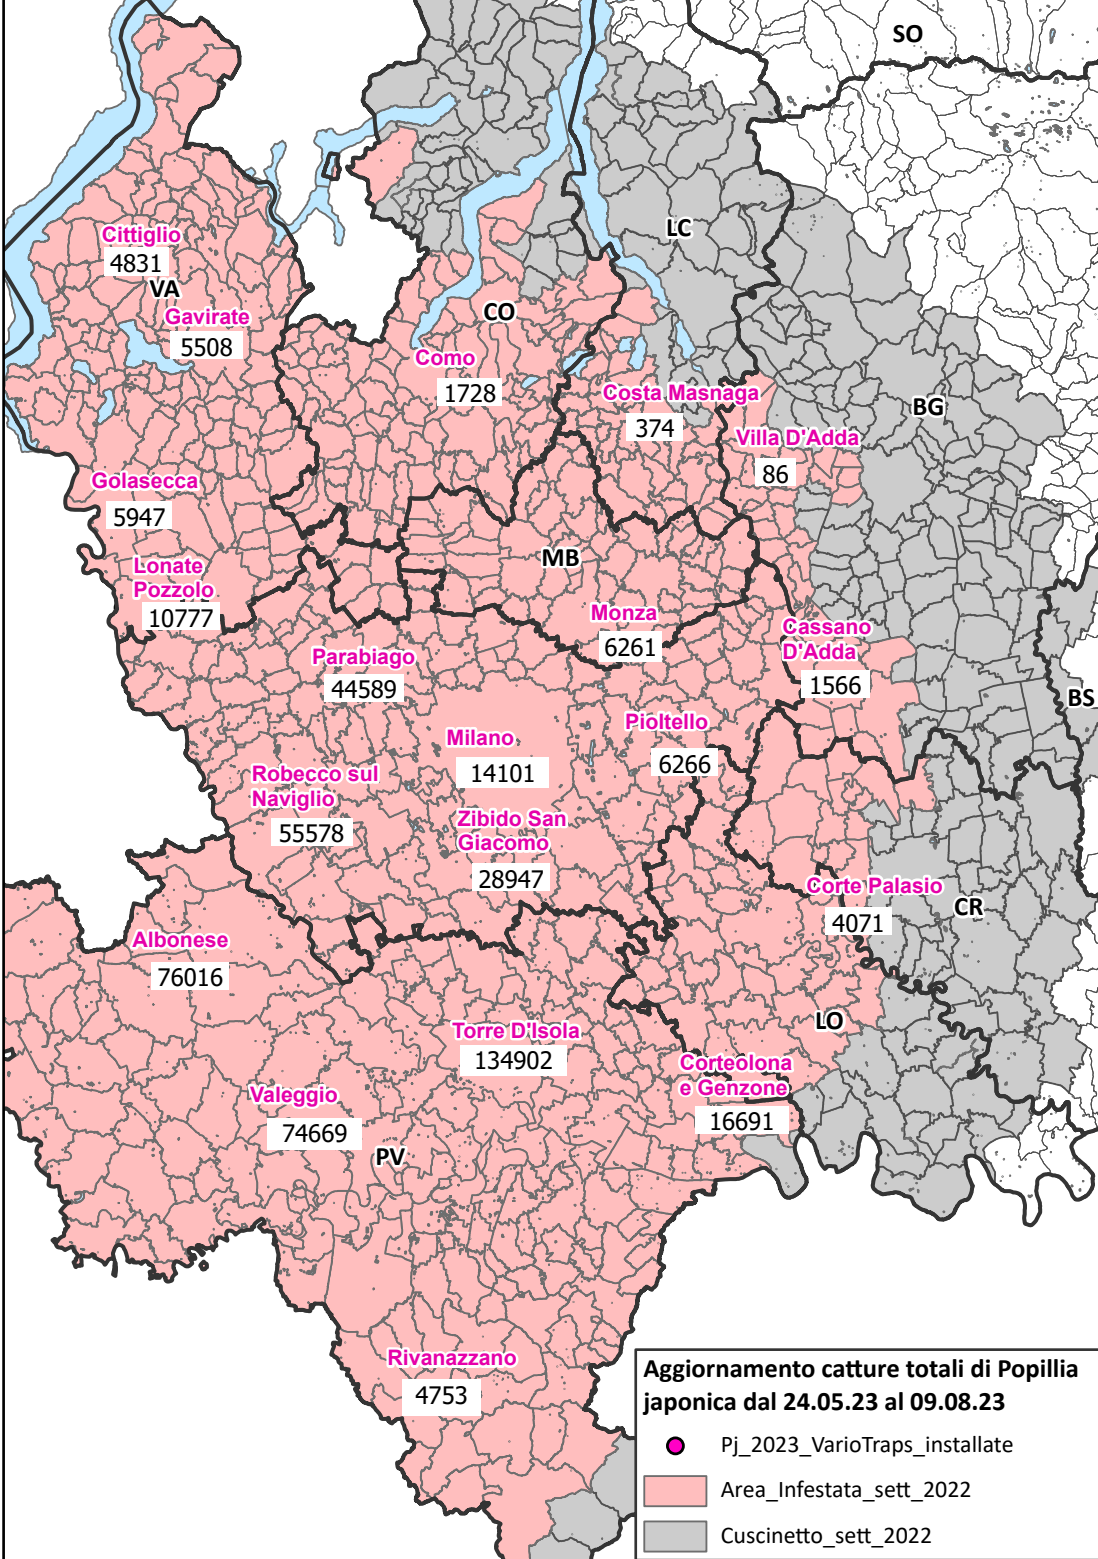 SO
LC
Cittiglio
4831
VA
Gavirate
5508
CO
Como
1728
Costa Masnaga
374
BG
Villa D'Adda
86
Golasecca
5947
MB
Lonate
Pozzolo
10777
Monza
6261
Cassano
D'Adda
1566
Parabiago
44589
BS
Pioltello
6266
Milano
14101
Robecco sul
Naviglio
55578
Zibido San
Giacomo
28947
Corte Palasio
4071
CR
Albonese
76016
LO
Torre D'Isola
134902
Corteolona
e Genzone
16691
Valeggio
74669
PV
Rivanazzano
4753
Aggiornamento catture totali di Popillia
japonica dal 24.05.23 al 09.08.23
Pj_2023_VarioTraps_installate
Area_Infestata_sett_2022
Cuscinetto_sett_2022